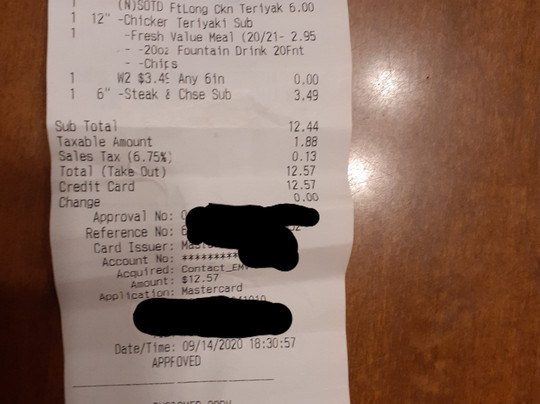 1 (N)SOTD FtLong Ckn Teriyak 6.00
1 12" -Chicker Teriyaki Sub
1 -Fresh Value Meal (20/21- 2.95
- -20oz Fountain Drink 20Fnt
- -Chips
1 W2 $3.49 Any 6in 0.00
1 6" -Steak & Chse Sub 3.49
Sub Total 12.44
Taxable Amount 1.88
Sales Tax (6.75%) 0.13
Total (Take Out) 12.57
Credit Card 12.57
Change 0.00
Approval No:
Reference No:
Card Issuer:
Account No: *********
Acquired: Contact_EMV
Amount: $12.57
Application: Mastercard
Date/Time: 09/14/2020 18:30:57
APPROVED